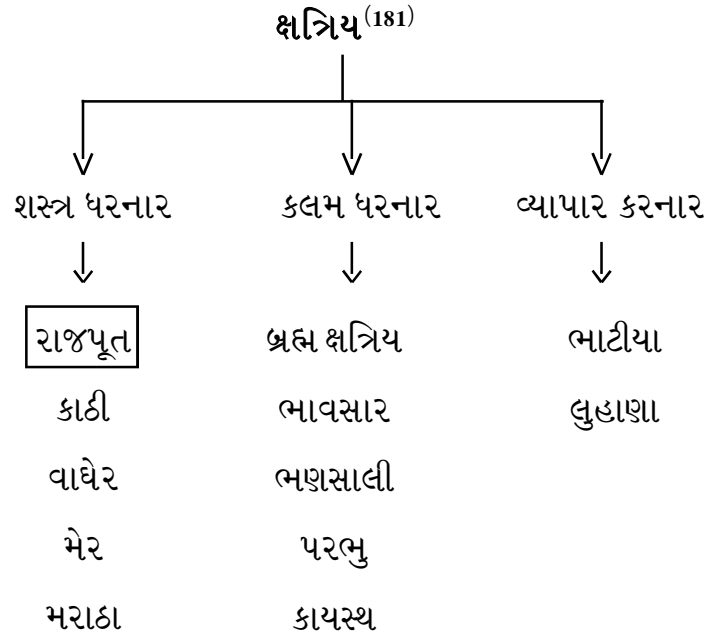 ક્ષત્રિય (181)
શસ્ત્ર ધરનાર કલમ ધરનાર વ્યાપાર કરનાર
રાજપૂત બ્રહ્મ ક્ષત્રિય ભાટીયા
કાઠી ભાવસાર લુહાણા
વાઘેર ભણસાલી
મેર પરભુ
મરાઠા કાયસ્થ